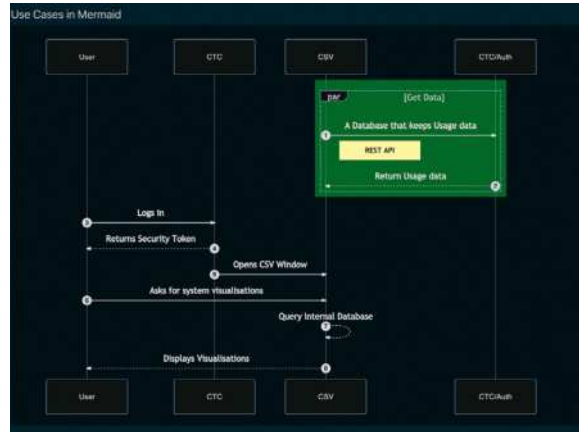 Use Cases in Mermaid
User CTC CSV CTC/Auth
par [Get Data]
A Database that keeps Usage data
1
REST API
Return Usage data
2
Logs In
3
Returns Security Token
4
Opens CSV Window
5
Asks for system visualisations
6
Query Internal Database
7
Displays Visualisations
8
User CTC CSV CTC/Auth